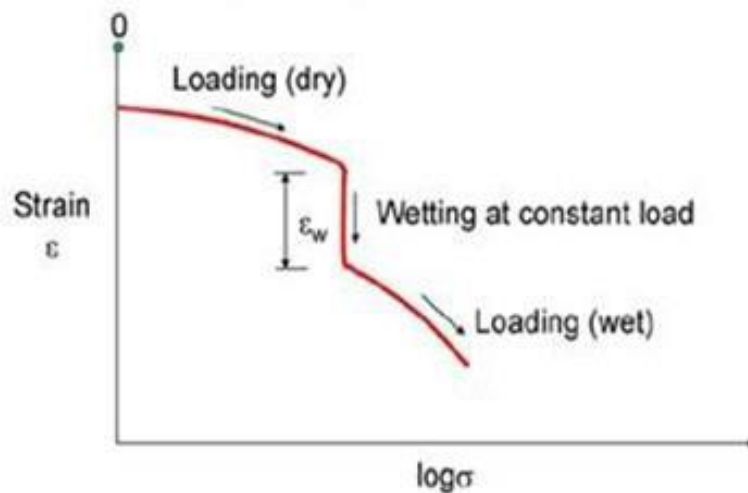 0
Loading (dry)
Strain
ε
εw
Wetting at constant load
Loading (wet)
logσ